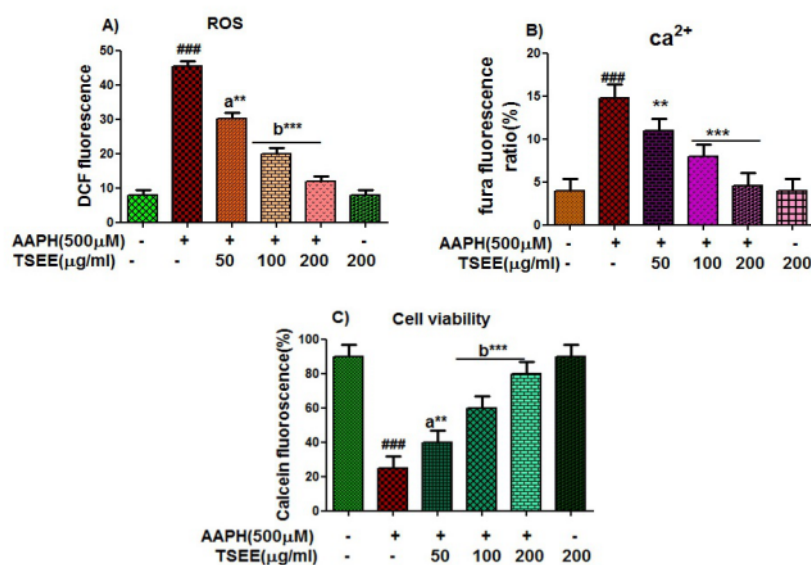 A) ROS
DCF fluorescence
50
40
30
20
10
0
###
a**
b***
AAPH(500μM) - + + + + -
TSEE(μg/ml) - - 50 100 200 200
B) ca2+
fura fluorescence
ratio(%)
20
15
10
5
0
###
**
***
AAPH(500μM) - + + + + -
TSEE(μg/ml) - - 50 100 200 200
C) Cell viability
Calcein fluoroscence(%)
100
80
60
40
20
0
###
a**
b***
AAPH(500μM) - + + + + -
TSEE(μg/ml) - - 50 100 200 200